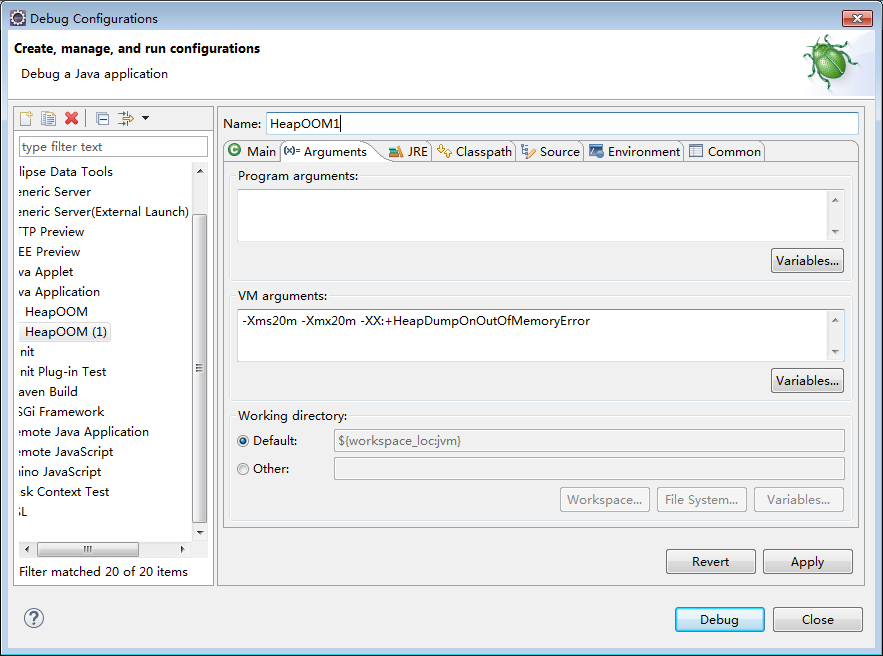 Debug Configurations
Create, manage, and run configurations
Debug a Java application
type filter text
lipse Data Tools
eneric Server
eneric Server(External Launch)
TP Preview
EE Preview
va Applet
va Application
HeapOOM
HeapOOM (1)
nit
nit Plug-in Test
aven Build
SGi Framework
emote Java Application
emote JavaScript
ino JavaScript
sk Context Test
SL
Filter matched 20 of 20 items
Name: HeapOOM1
Main (x)= Arguments JRE Classpath Source Environment Common
Program arguments:
Variables...
VM arguments:
-Xms20m -Xmx20m -XX:+HeapDumpOnOutOfMemoryError
Variables...
Working directory:
Default: ${workspace_loc:jvm}
Other:
Workspace... File System... Variables...
Revert Apply
? Debug Close